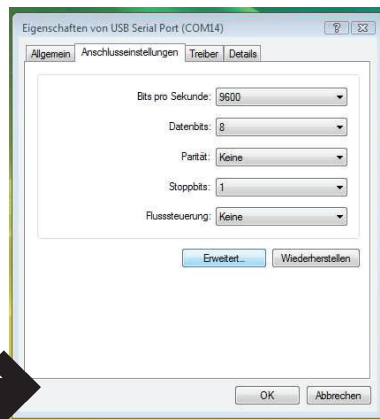 Eigenschaften von USB Serial Port (COM14)
Allgemein Anschlusseinstellungen Treiber Details
Bits pro Sekunde: 9600
Datenbits: 8
Parität: Keine
Stoppbits: 1
Flusssteuerung: Keine
Erweitert... Wiederherstellen
OK Abbrechen